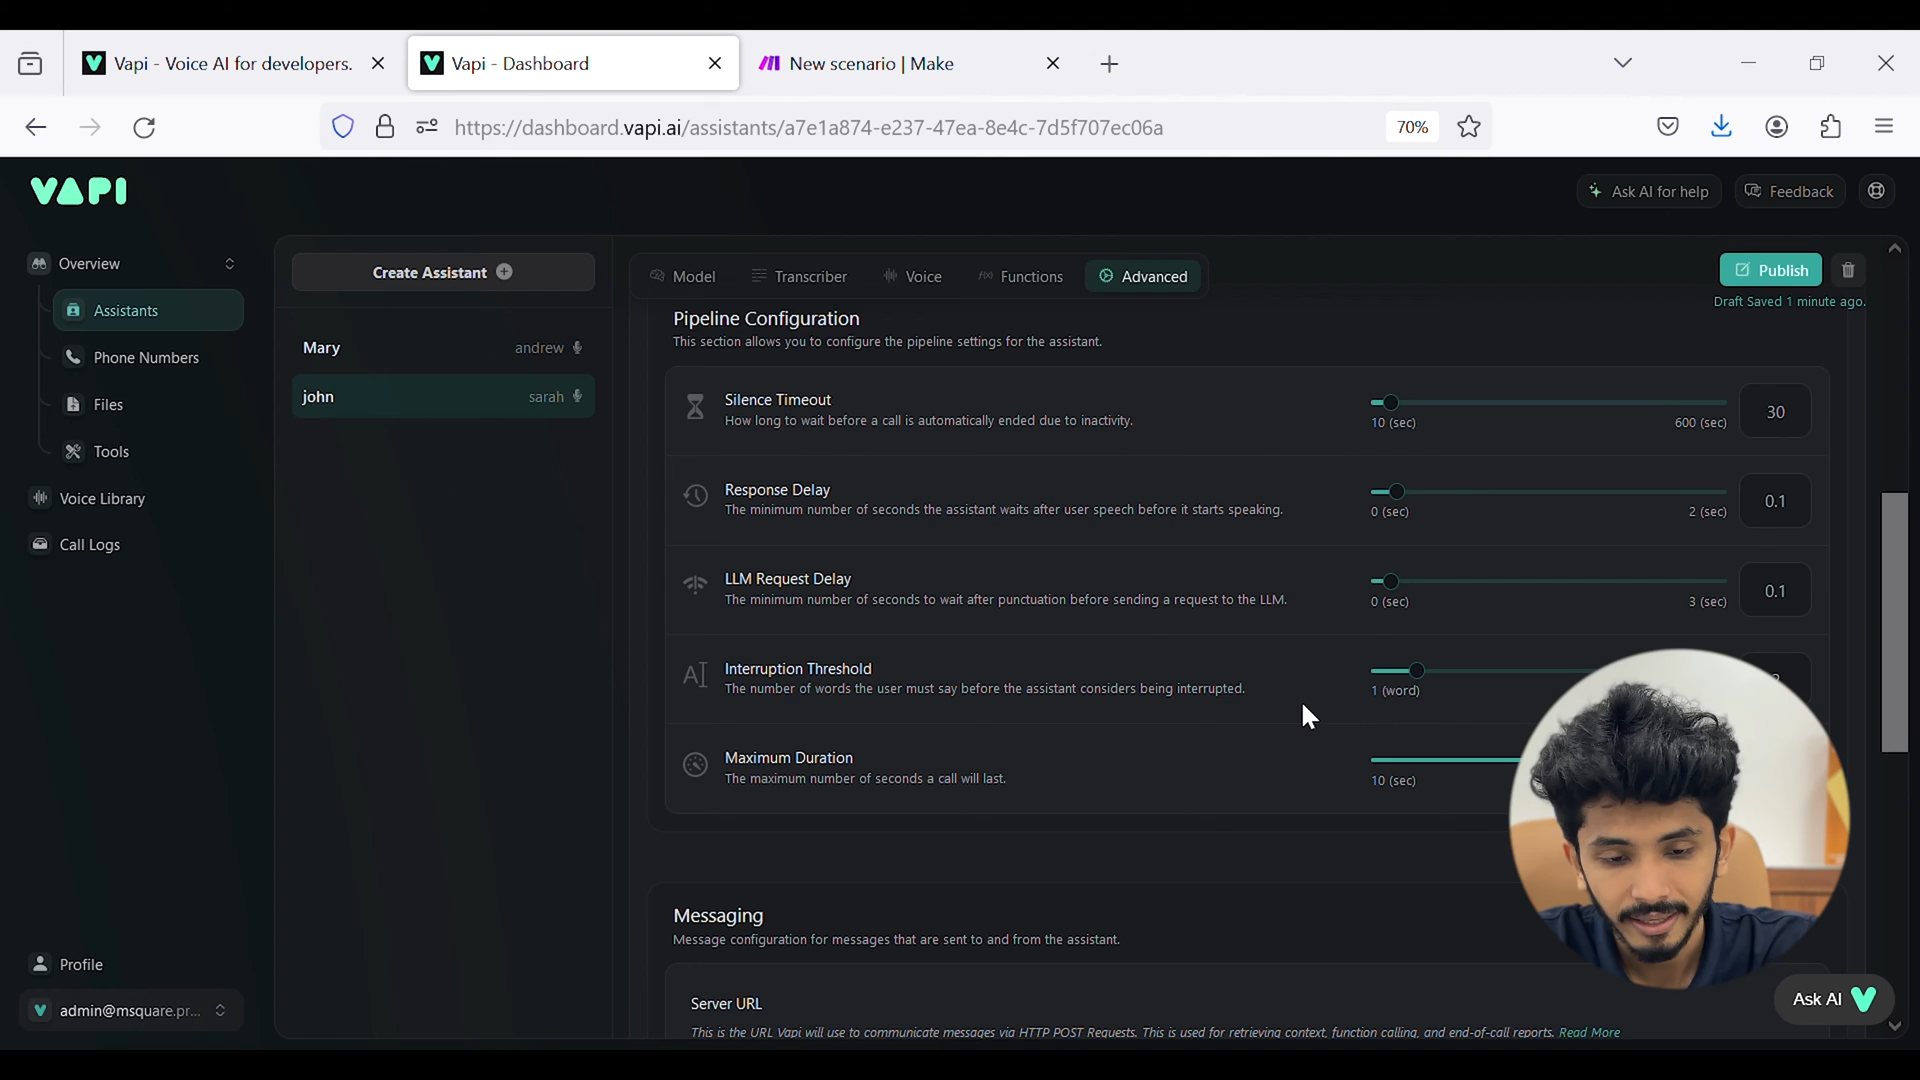 Vapi - Voice AI for developers.
Vapi - Dashboard
New scenario | Make
https://dashboard.vapi.ai/assistants/a7e1a874-e237-47ea-8e4c-7d5f707ec06a
70%
VAPI
Ask AI for help
Feedback
Overview
Assistants
Phone Numbers
Files
Tools
Voice Library
Call Logs
Profile
admin@msquare.pr...
Create Assistant
Mary
andrew
john
sarah
Model
Transcriber
Voice
Functions
Advanced
Publish
Draft Saved 1 minute ago.
Pipeline Configuration
This section allows you to configure the pipeline settings for the assistant.
Silence Timeout
How long to wait before a call is automatically ended due to inactivity.
10 (sec)
600 (sec)
30
Response Delay
The minimum number of seconds the assistant waits after user speech before it starts speaking.
0 (sec)
2 (sec)
0.1
LLM Request Delay
The minimum number of seconds to wait after punctuation before sending a request to the LLM.
0 (sec)
3 (sec)
0.1
Interruption Threshold
The number of words the user must say before the assistant considers being interrupted.
1 (word)
Maximum Duration
The maximum number of seconds a call will last.
10 (sec)
Messaging
Message configuration for messages that are sent to and from the assistant.
Server URL
This is the URL Vapi will use to communicate messages via HTTP POST Requests. This is used for retrieving context, function calling, and end-of-call reports. Read More
Ask AI